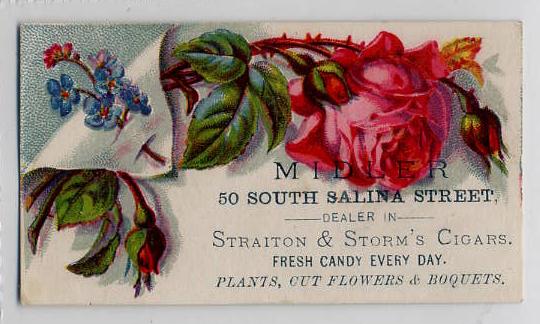 MIDLER
50 SOUTH SALINA STREET,
DEALER IN
STRAITON & STORM'S CIGARS.
FRESH CANDY EVERY DAY.
PLANTS, CUT FLOWERS & BOQUETS.